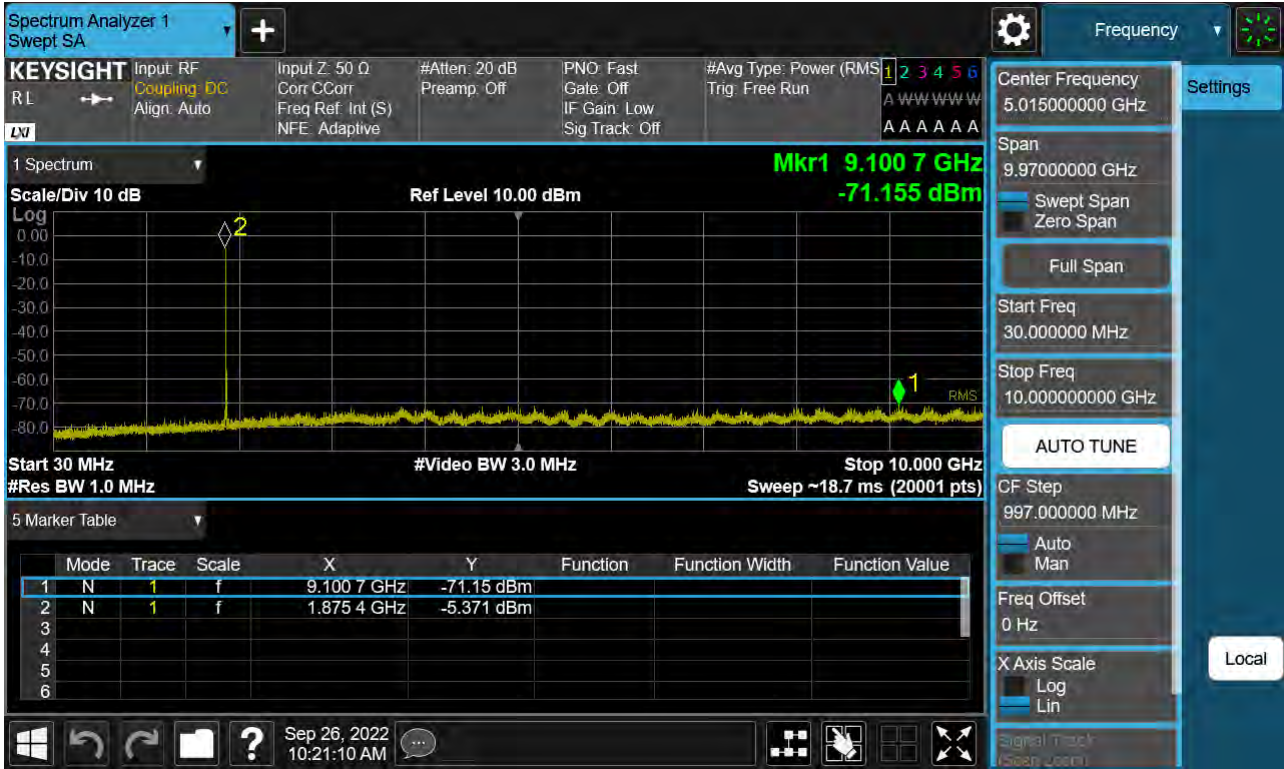 Spectrum Analyzer 1
Swept SA
Frequency
KEYSIGHT
RL
LXI
Input: RF
Coupling: DC
Align: Auto
Input Z: 50 Ω
Corr CCorr
Freq Ref: Int (S)
NFE: Adaptive
#Atten: 20 dB
Preamp: Off
PNO: Fast
Gate: Off
IF Gain: Low
Sig Track: Off
#Avg Type: Power (RMS
Trig: Free Run
1 2 3 4 5 6
A W W W W W
A A A A A A
1 Spectrum
Scale/Div 10 dB
Ref Level 10.00 dBm
Mkr1 9.100 7 GHz
-71.155 dBm
Log
0.00
-10.0
-20.0
-30.0
-40.0
-50.0
-60.0
-70.0
-80.0
2
1
RMS
Start 30 MHz
#Video BW 3.0 MHz
Stop 10.000 GHz
#Res BW 1.0 MHz
Sweep ~18.7 ms (20001 pts)
5 Marker Table
Mode Trace Scale X Y Function Function Width Function Value
1 N 1 f 9.100 7 GHz -71.15 dBm
2 N 1 f 1.875 4 GHz -5.371 dBm
3
4
5
6
Center Frequency
5.015000000 GHz
Settings
Span
9.97000000 GHz
Swept Span
Zero Span
Full Span
Start Freq
30.000000 MHz
Stop Freq
10.000000000 GHz
AUTO TUNE
CF Step
997.000000 MHz
Auto
Man
Freq Offset
0 Hz
X Axis Scale
Log
Lin
Local
Signal Track
(Span Zoom)
?
Sep 26, 2022
10:21:10 AM